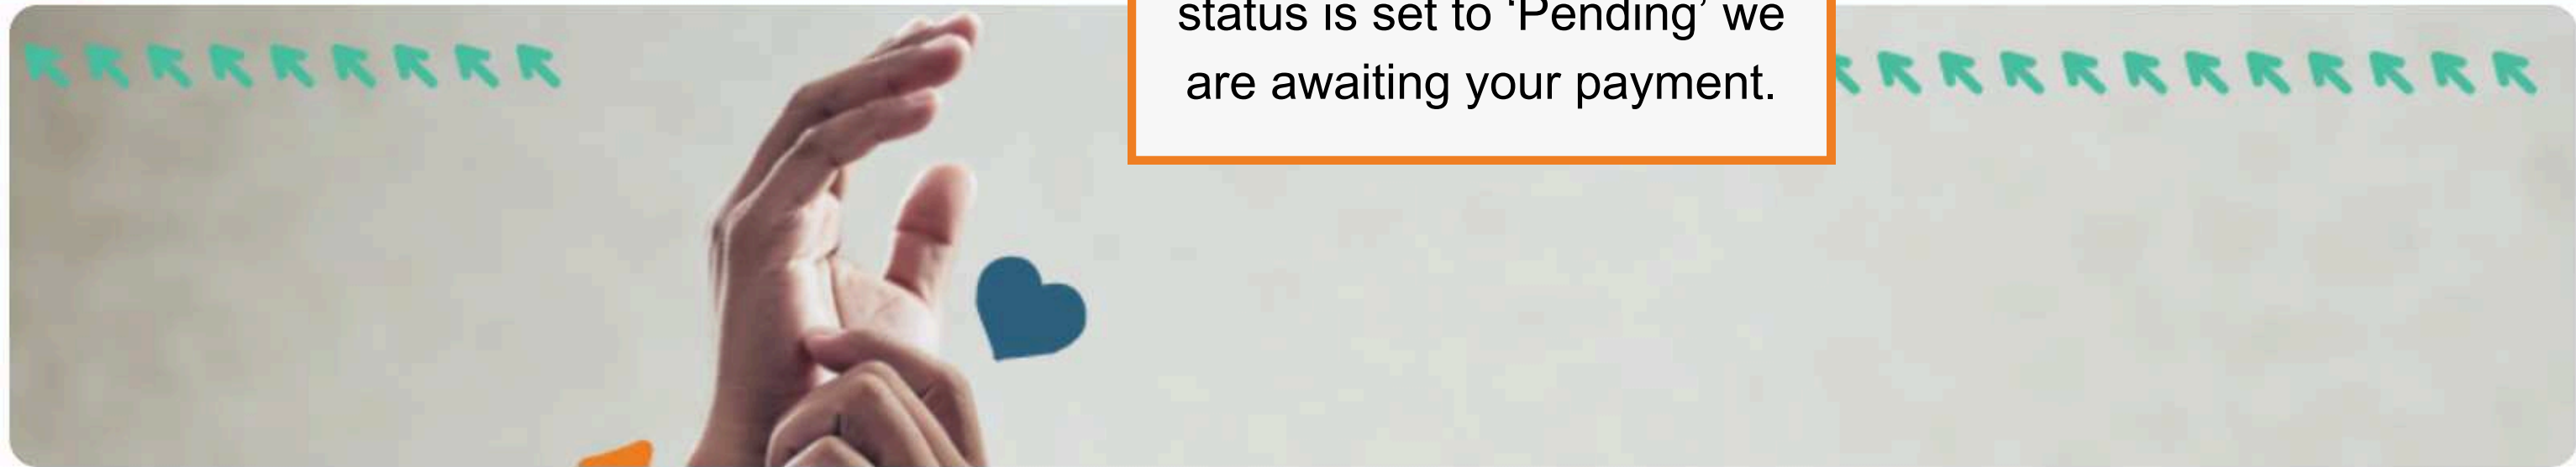 status is set to ‘Pending’ we
are awaiting your payment.